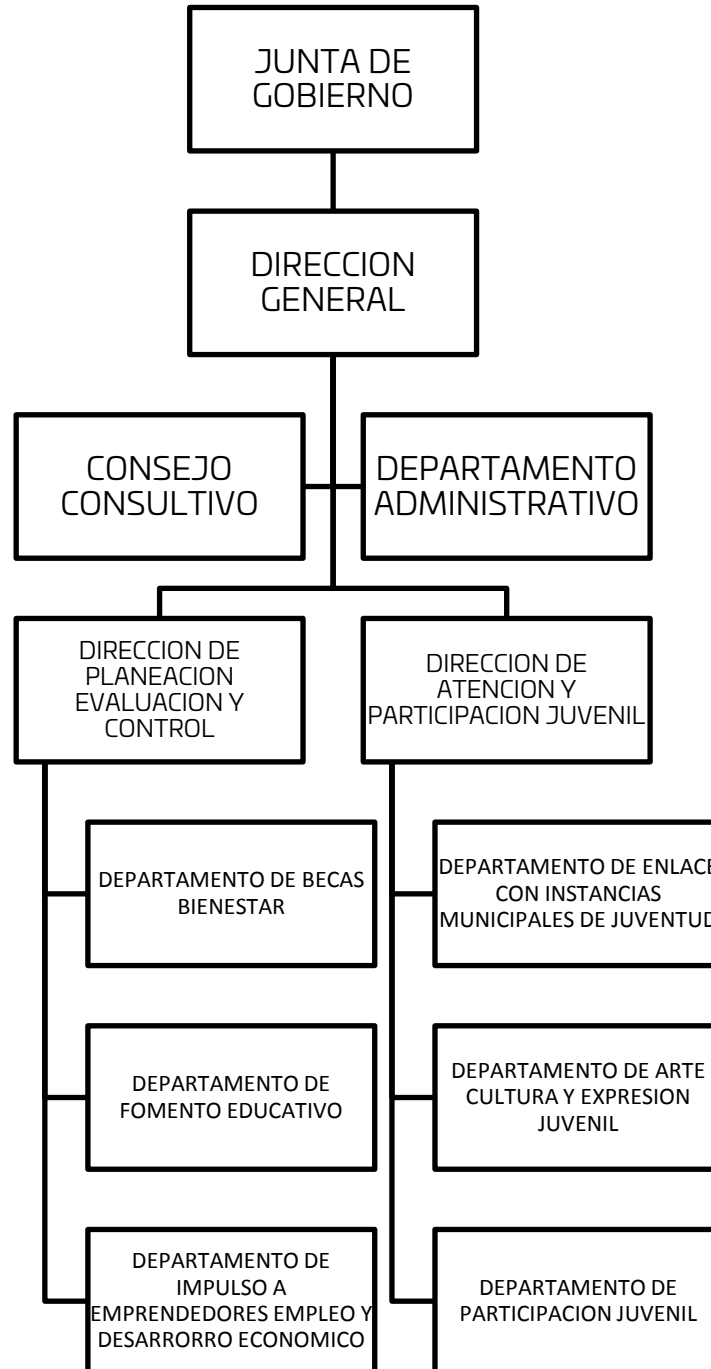 JUNTA DE
GOBIERNO
DIRECCION
GENERAL
CONSEJO
CONSULTIVO
DEPARTAMENTO
ADMINISTRATIVO
DIRECCION DE
PLANEACION
EVALUACION Y
CONTROL
DIRECCION DE
ATENCION Y
PARTICIPACION JUVENIL
DEPARTAMENTO DE BECAS
BIENESTAR
DEPARTAMENTO DE ENLACE
CON INSTANCIAS
MUNICIPALES DE JUVENTUD
DEPARTAMENTO DE
FOMENTO EDUCATIVO
DEPARTAMENTO DE ARTE
CULTURA Y EXPRESION
JUVENIL
DEPARTAMENTO DE
IMPULSO A
EMPRENDEDORES EMPLEO Y
DESARRORRO ECONOMICO
DEPARTAMENTO DE
PARTICIPACION JUVENIL